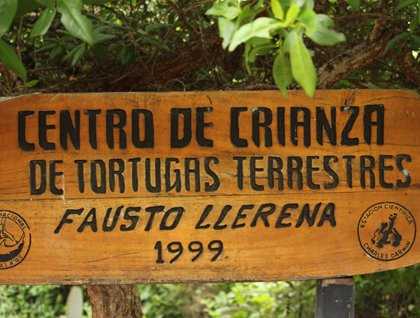 CENTRO DE CRIANZA
DE TORTUGAS TERRESTRES
FAUSTO LLERENA
1999